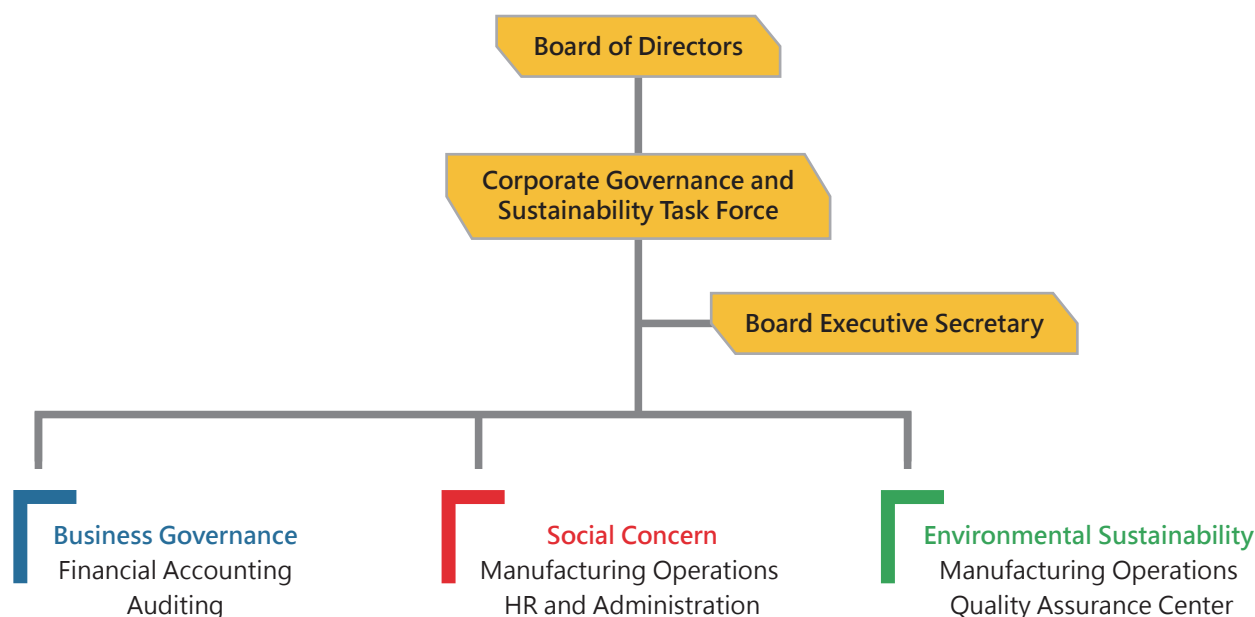 Board of Directors
Corporate Governance and
Sustainability Task Force
Board Executive Secretary
Business Governance
Financial Accounting
Auditing
Social Concern
Manufacturing Operations
HR and Administration
Environmental Sustainability
Manufacturing Operations
Quality Assurance Center